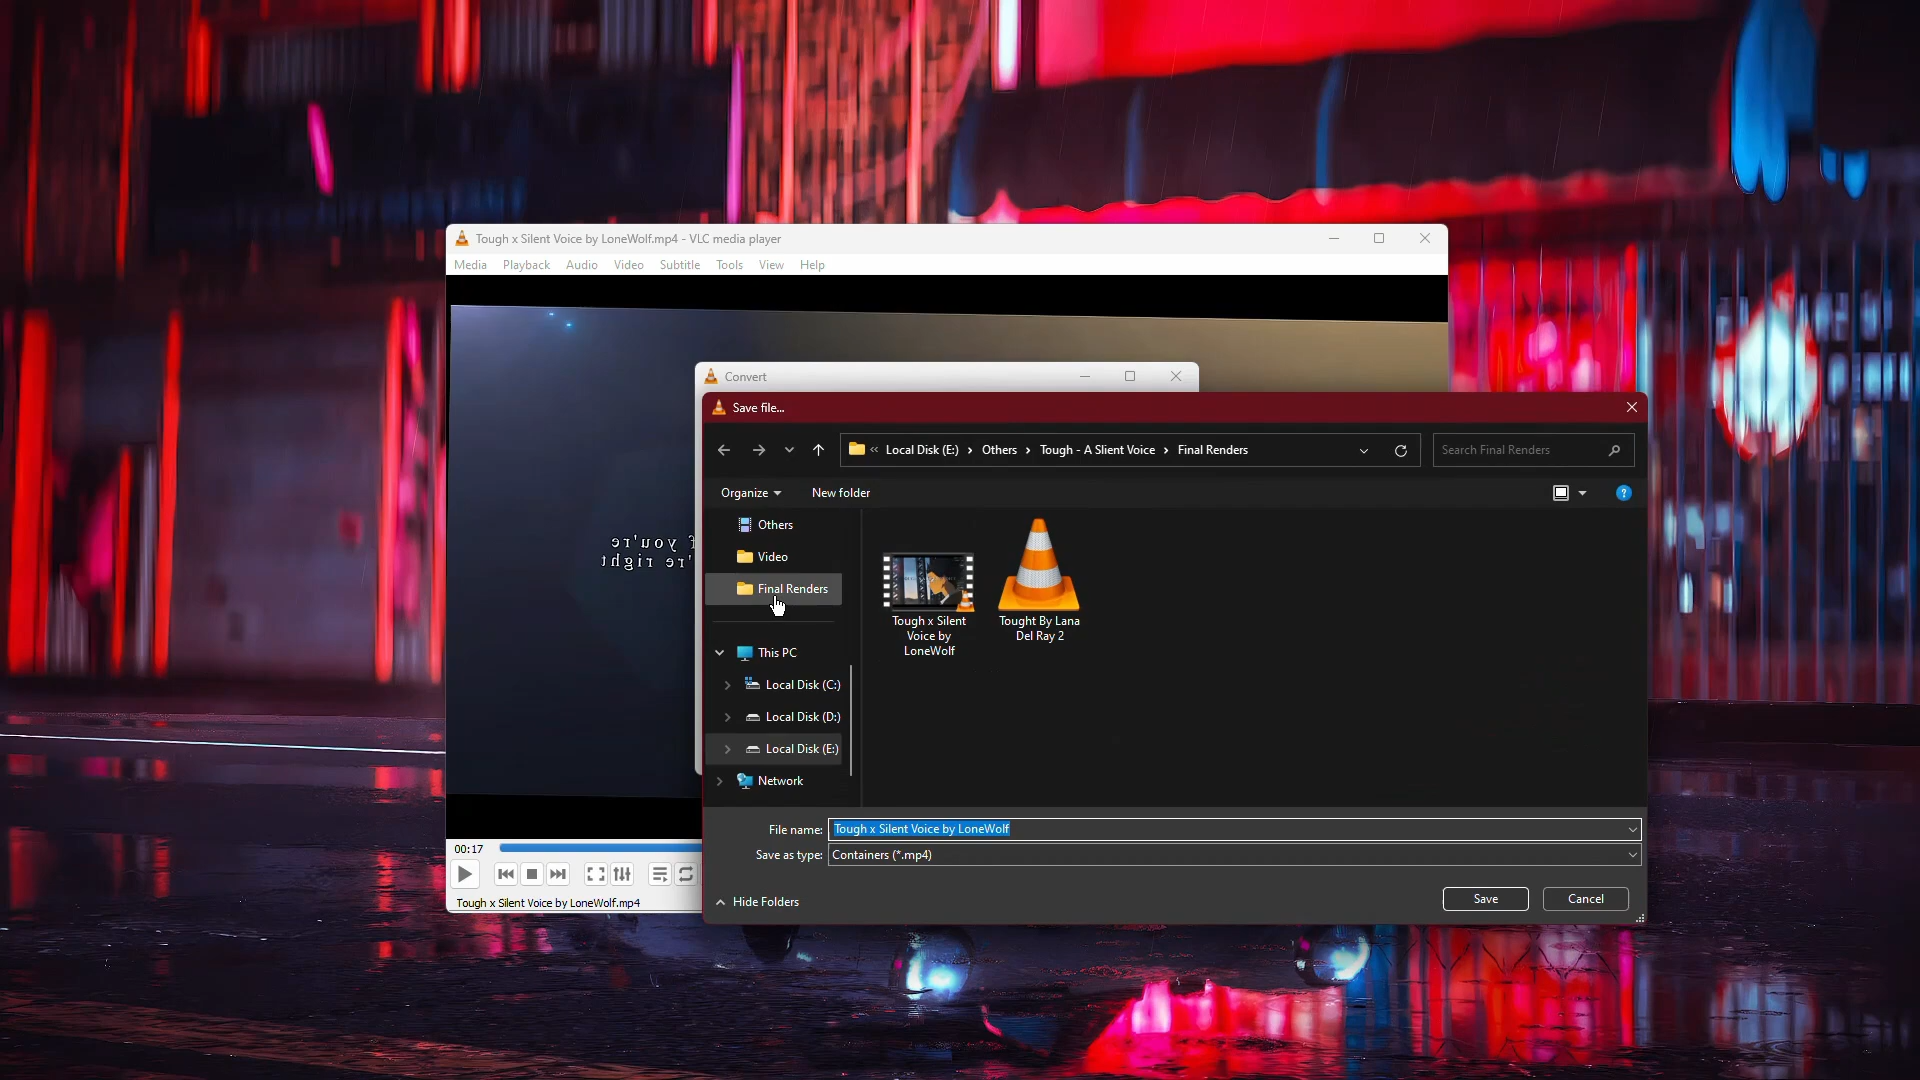 Tough x Silent Voice by LoneWolf.mp4 - VLC media player
Media Playback Audio Video Subtitle Tools View Help
f you're
're right
Convert
Save file...
« Local Disk (E:) › Others › Tough - A Slient Voice › Final Renders
Search Final Renders
Organize New folder
?
Others
Video
Final Renders
This PC
Local Disk (C:)
Local Disk (D:)
Local Disk (E:)
Network
Tough x Silent
Voice by
LoneWolf
Tought By Lana
Del Ray 2
File name: Tough x Silent Voice by LoneWolf
Save as type: Containers (*.mp4)
Hide Folders
Save
Cancel
00:17
Tough x Silent Voice by LoneWolf.mp4